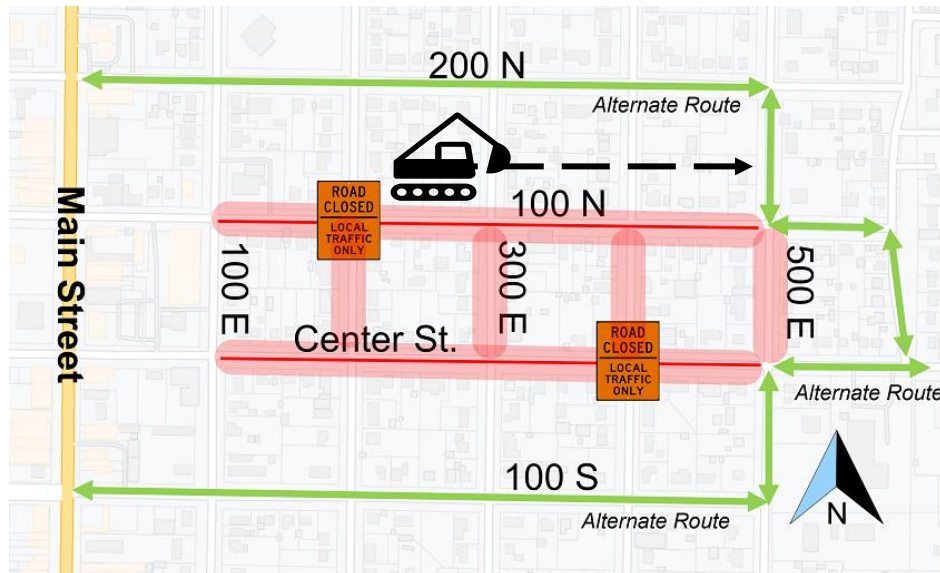 200 N
Alternate Route
ROAD
CLOSED
LOCAL
TRAFFIC
ONLY
100 N
Main Street
100 E
300 E
500 E
Center St.
ROAD
CLOSED
LOCAL
TRAFFIC
ONLY
Alternate Route
100 S
Alternate Route
N